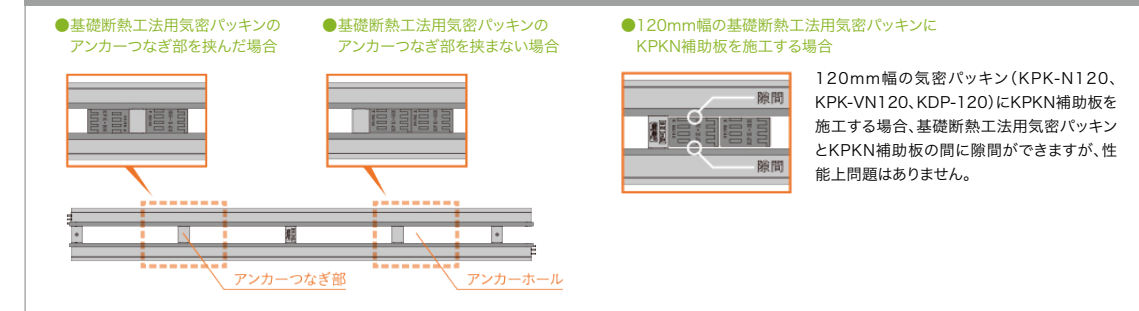 ●基礎断熱工法用気密パッキンの
アンカーつなぎ部を挟んだ場合
●基礎断熱工法用気密パッキンの
アンカーつなぎ部を挟まない場合
アンカーつなぎ部
アンカーホール
●120mm幅の基礎断熱工法用気密パッキンに
KPKN補助板を施工する場合
隙間
隙間
120mm幅の気密パッキン(KPK-N120、
KPK-VN120、KDP-120)にKPKN補助板を
施工する場合、基礎断熱工法用気密パッキン
とKPKN補助板の間に隙間ができますが、性
能上問題はありません。